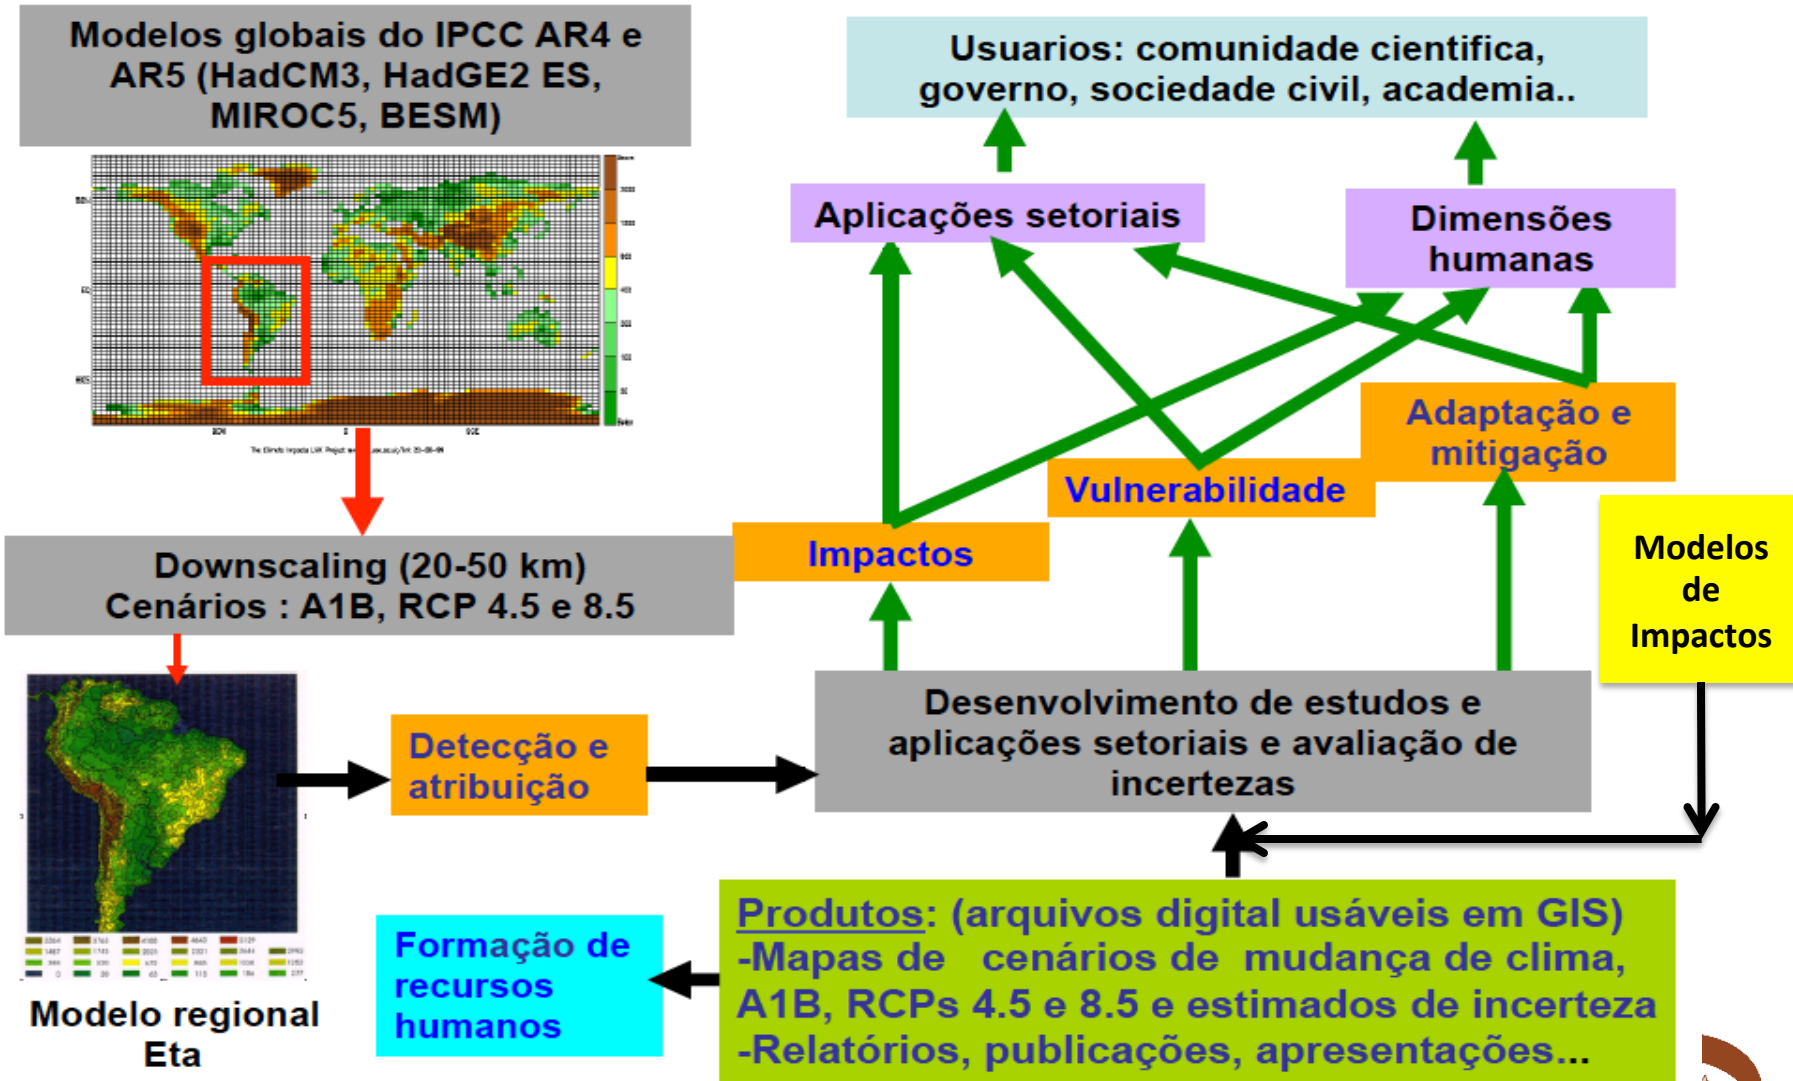 Modelos globais do IPCC AR4 e
AR5 (HadCM3, HadGE2 ES,
MIROC5, BESM)
Usuarios: comunidade cientifica,
governo, sociedade civil, academia..
Aplicações setoriais
Dimensões
humanas
Adaptação e
mitigação
Vulnerabilidade
Impactos
Modelos
de
Impactos
Downscaling (20-50 km)
Cenários : A1B, RCP 4.5 e 8.5
Detecção e
atribuição
Desenvolvimento de estudos e
aplicações setoriais e avaliação de
incertezas
Modelo regional
Eta
Formação de
recursos
humanos
Produtos: (arquivos digital usáveis em GIS)
-Mapas de cenários de mudança de clima,
A1B, RCPs 4.5 e 8.5 e estimados de incerteza
-Relatórios, publicações, apresentações...